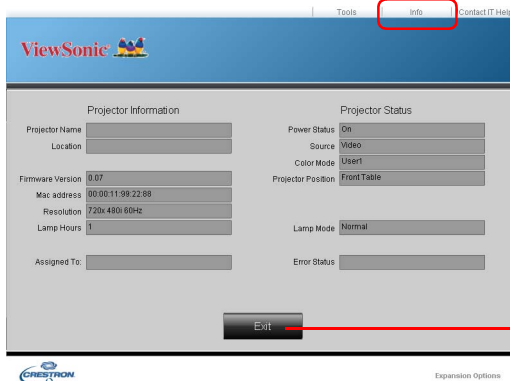 Tools Info Contact IT Help
ViewSonic
Projector Information
Projector Name
Location
Firmware Version 0.07
Mac address 00:00:11:99:22:88
Resolution 720x 480i 60Hz
Lamp Hours 1
Assigned To:
Projector Status
Power Status On
Source Video
Color Mode User1
Projector Position Front Table
Lamp Mode Normal
Error Status
Exit
CRESTRON
Expansion Options